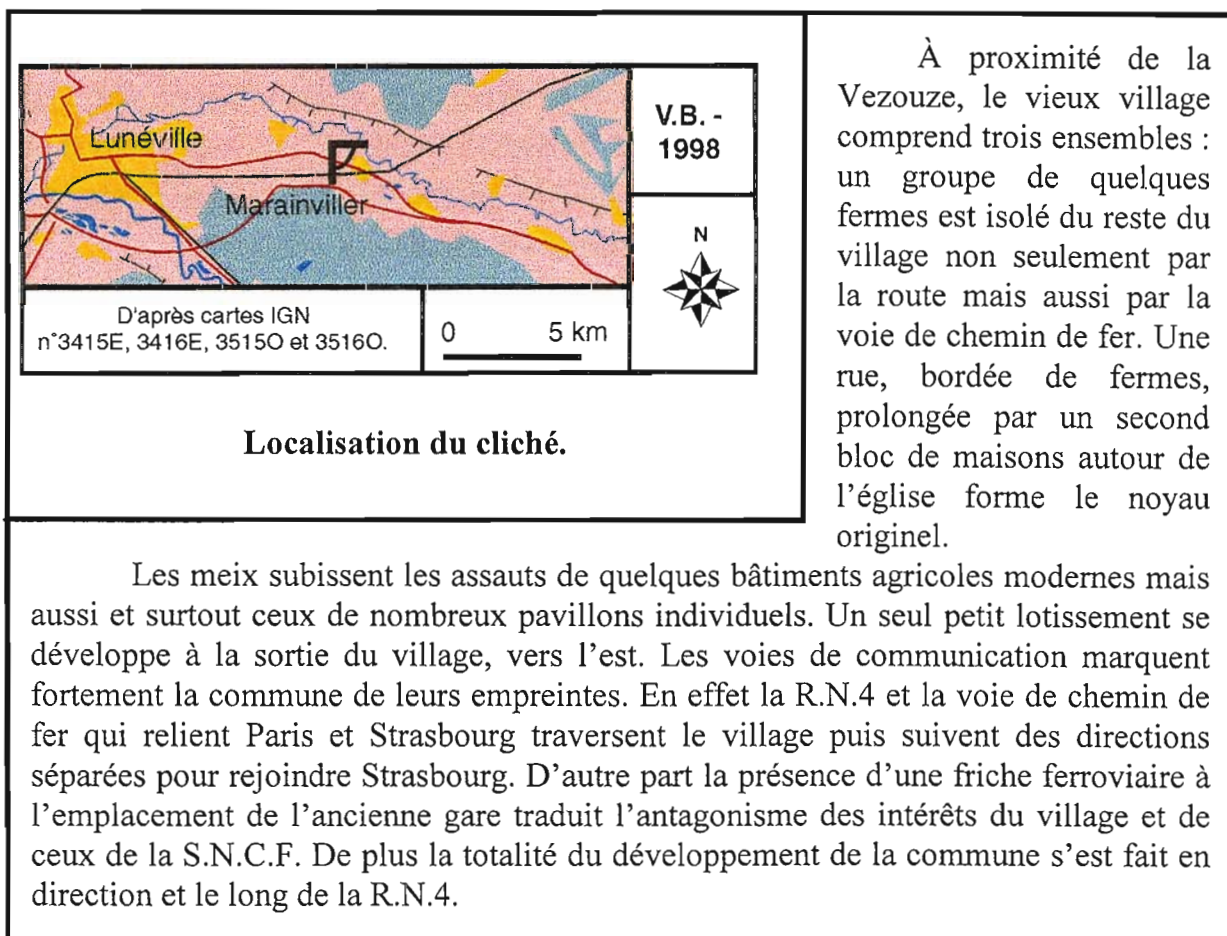 Lunéville
Marainviller
V.B. -
1998
N
D'après cartes IGN
n°3415E, 3416E, 3515O et 3516O.
0 5 km
Localisation du cliché.
À proximité de la
Vezouze, le vieux village
comprend trois ensembles :
un groupe de quelques
fermes est isolé du reste du
village non seulement par
la route mais aussi par la
voie de chemin de fer. Une
rue, bordée de fermes,
prolongée par un second
bloc de maisons autour de
l'église forme le noyau
originel.
Les meix subissent les assauts de quelques bâtiments agricoles modernes mais
aussi et surtout ceux de nombreux pavillons individuels. Un seul petit lotissement se
développe à la sortie du village, vers l'est. Les voies de communication marquent
fortement la commune de leurs empreintes. En effet la R.N.4 et la voie de chemin de
fer qui relient Paris et Strasbourg traversent le village puis suivent des directions
séparées pour rejoindre Strasbourg. D'autre part la présence d'une friche ferroviaire à
l'emplacement de l'ancienne gare traduit l'antagonisme des intérêts du village et de
ceux de la S.N.C.F. De plus la totalité du développement de la commune s'est fait en
direction et le long de la R.N.4.